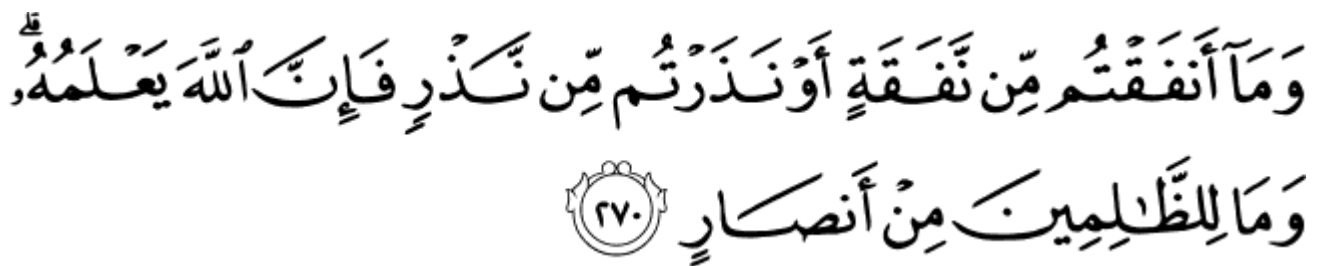 وَمَآ أَنفَقْتُم مِّن نَّفَقَةٍ أَوْ نَذَرْتُم مِّن نَّذْرٍ فَإِنَّ ٱللَّهَ يَعْلَمُهُۥۗ
وَمَا لِلظَّـٰلِمِينَ مِنْ أَنصَارٍ ٢٧٠